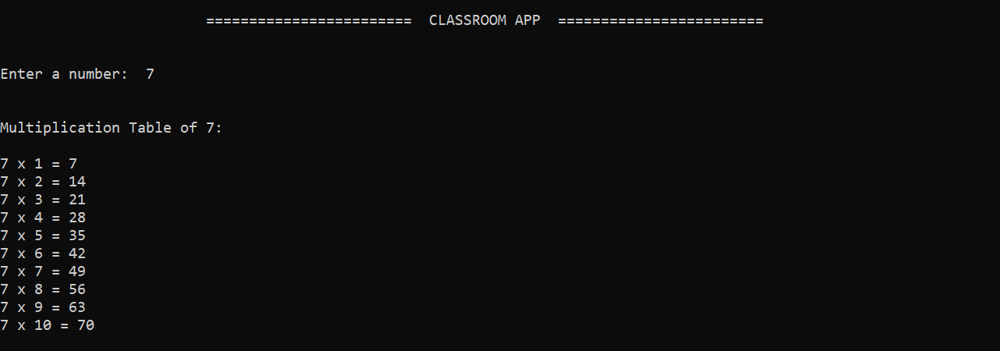 ======================== CLASSROOM APP ========================
Enter a number: 7
Multiplication Table of 7:
7 x 1 = 7
7 x 2 = 14
7 x 3 = 21
7 x 4 = 28
7 x 5 = 35
7 x 6 = 42
7 x 7 = 49
7 x 8 = 56
7 x 9 = 63
7 x 10 = 70